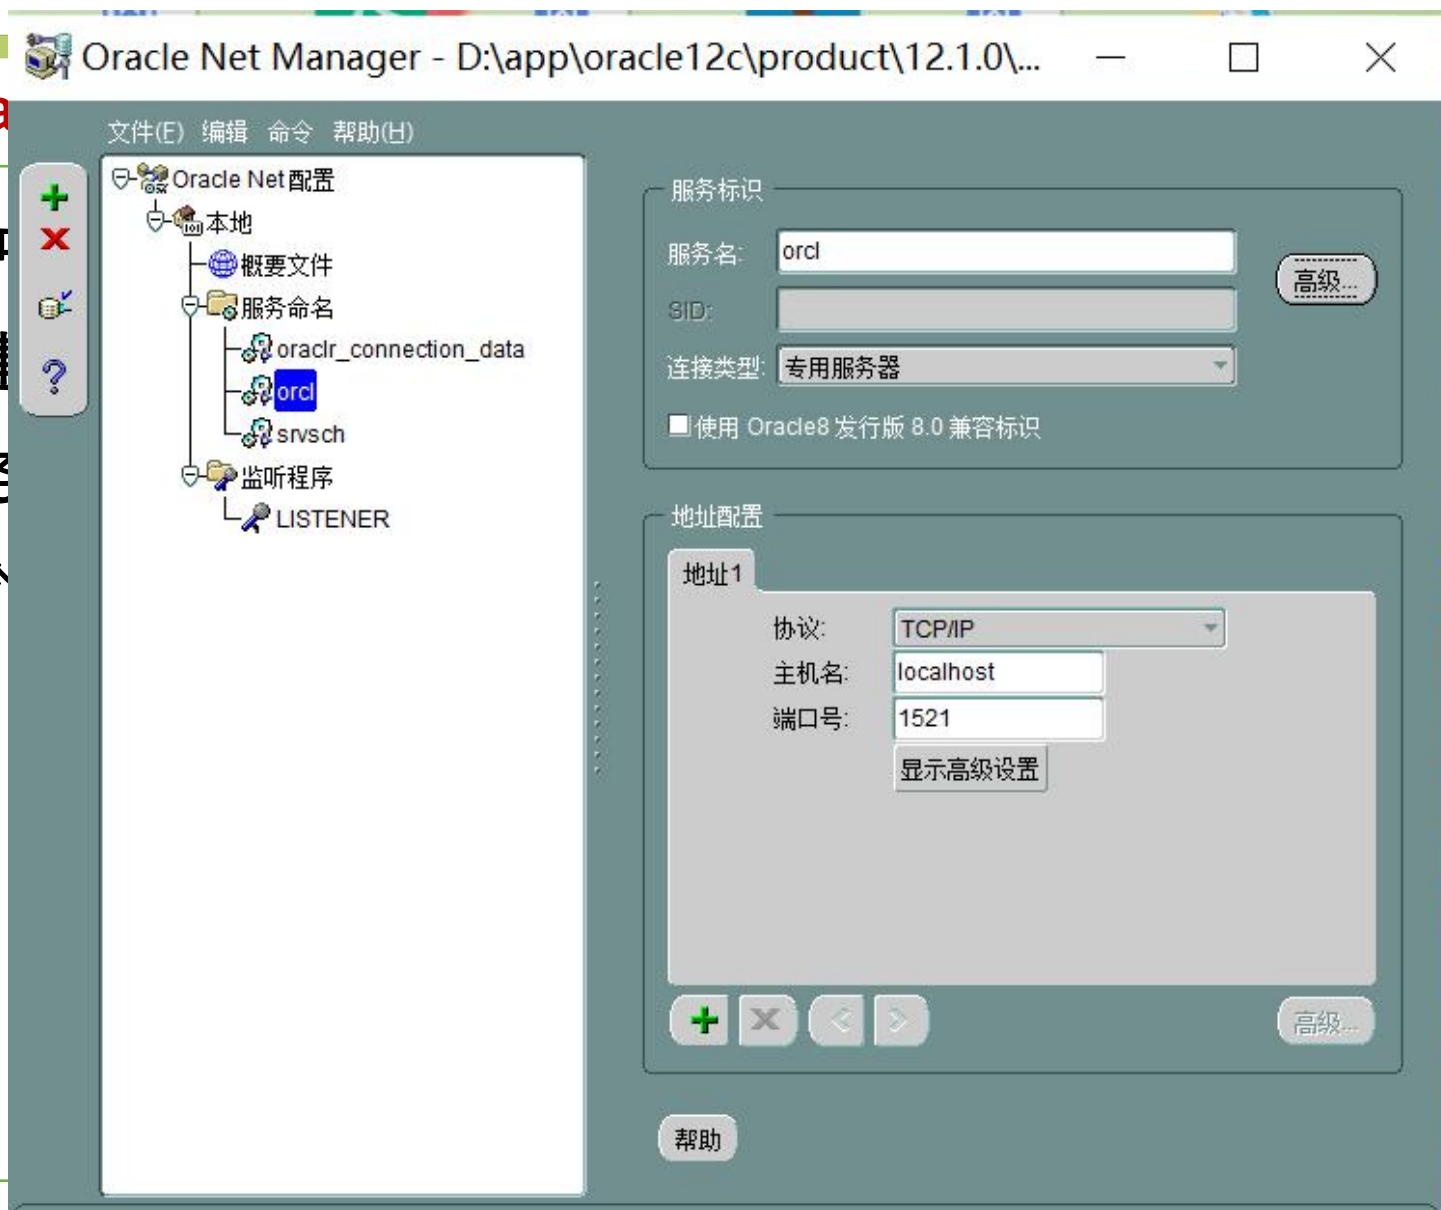 Oracle Net Manager - D:\app\oracle12c\product\12.1.0\...
文件(F) 编辑 命令 帮助(H)
Oracle Net 配置
本地
概要文件
服务命名
oraclr_connection_data
orcl
srvsch
监听程序
LISTENER
服务标识
服务名: orcl
高级...
SID:
连接类型: 专用服务器
使用 Oracle8 发行版 8.0 兼容标识
地址配置
地址1
协议: TCP/IP
主机名: localhost
端口号: 1521
显示高级设置
高级...
帮助